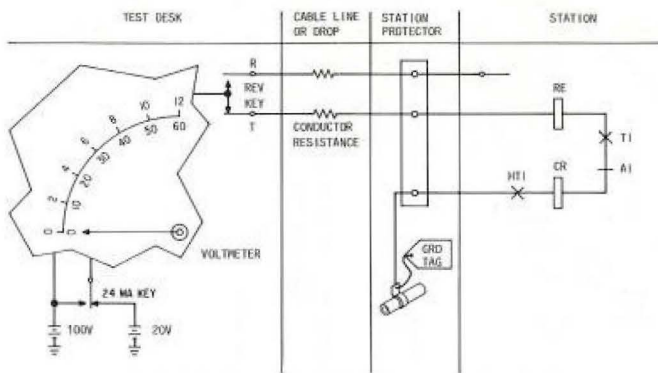 TEST DESK
CABLE LINE
OR DROP
STATION
PROTECTOR
STATION
R
REV
KEY
T
CONDUCTOR
RESISTANCE
RE
TI
AI
HTI
CR
0 2 4 6 8 10 12
0 10 20 30 40 50 60
VOLTMETER
GRD
TAG
24 MA KEY
100V
20V